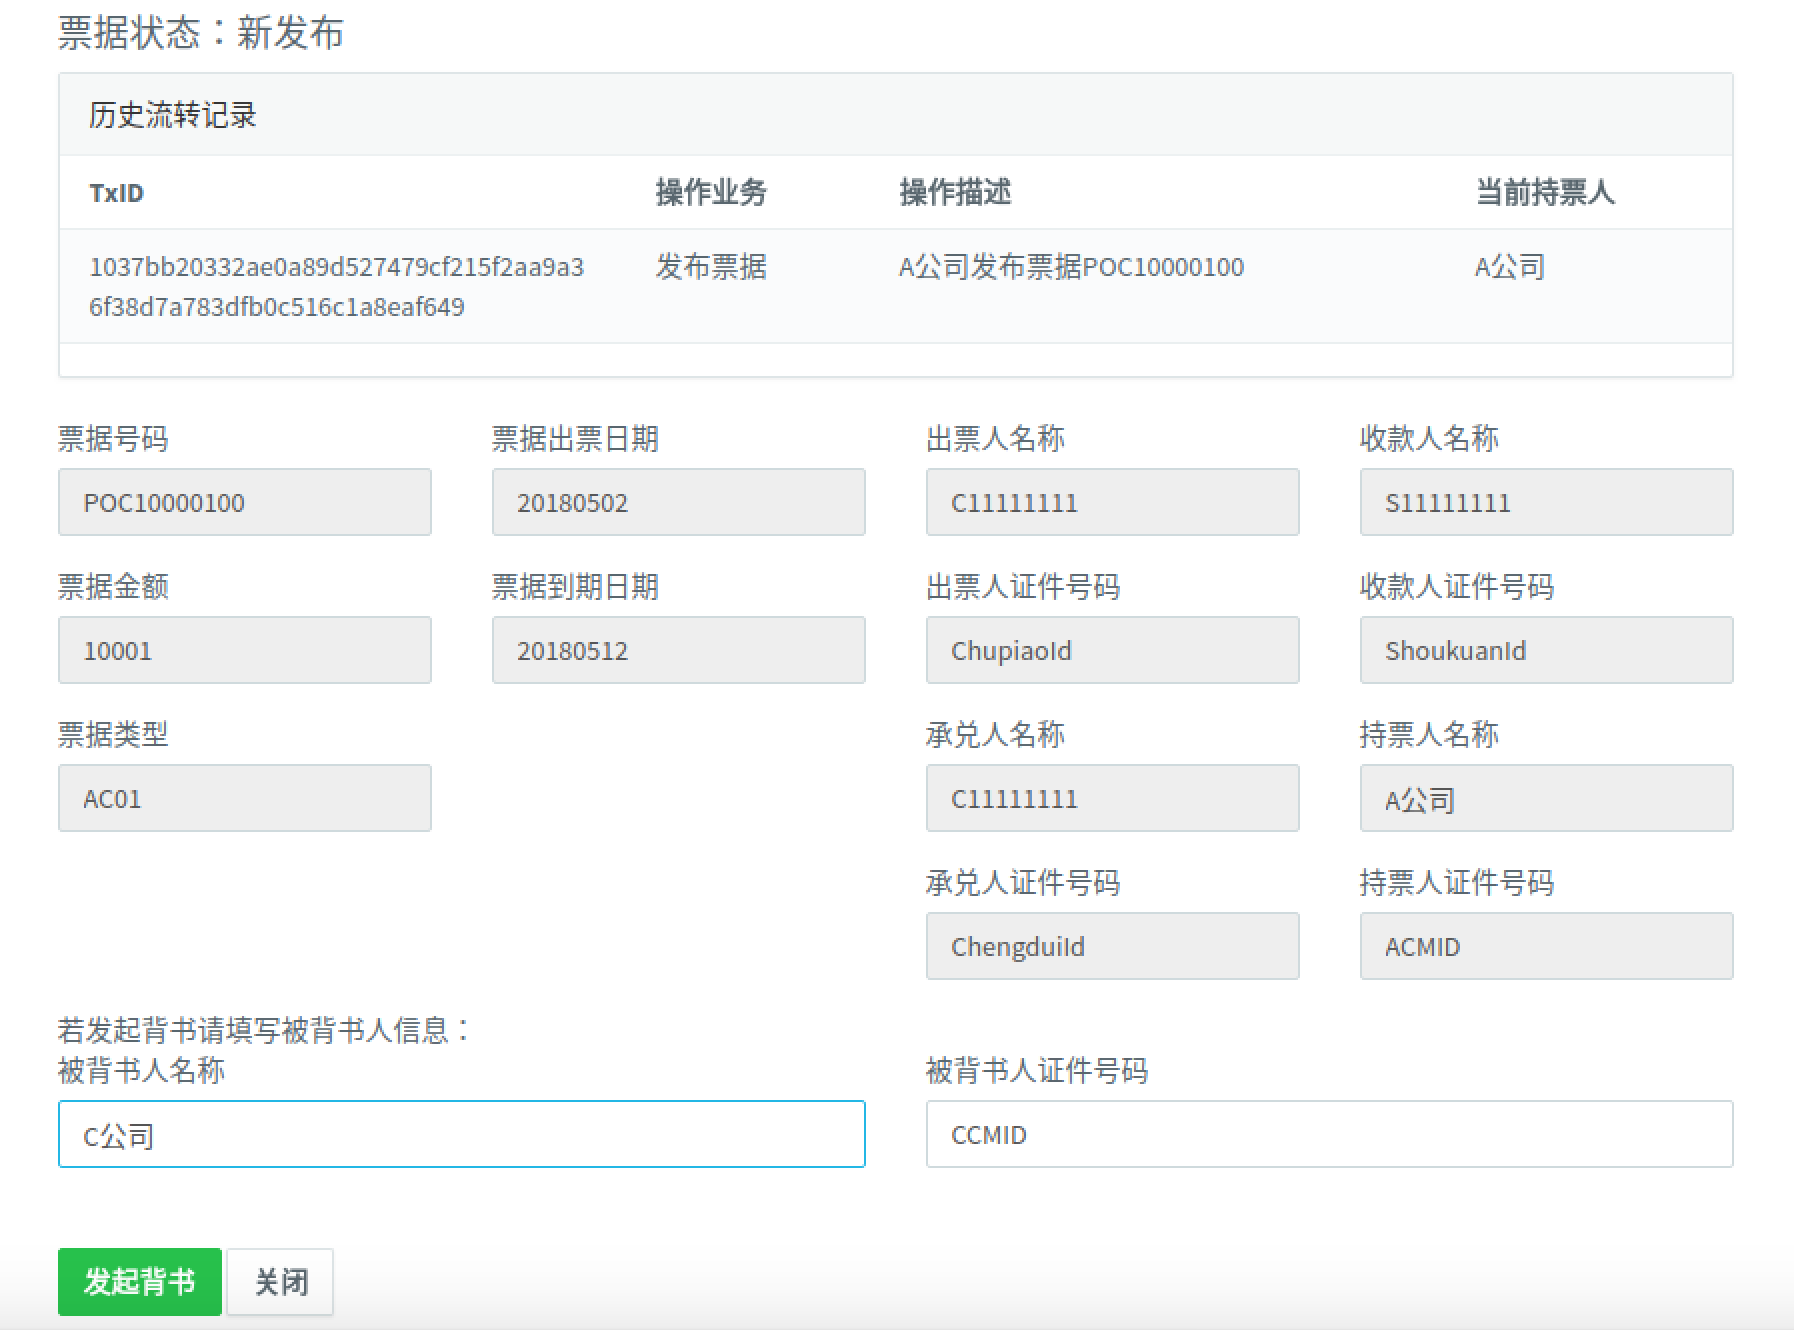 票据状态：新发布
历史流转记录
TxID 操作业务 操作描述 当前持票人
1037bb20332ae0a89d527479cf215f2aa9a3 发布票据 A公司发布票据POC10000100 A公司
6f38d7a783dfb0c516c1a8eaf649
票据号码 票据出票日期 出票人名称 收款人名称
POC10000100 20180502 C11111111 S11111111
票据金额 票据到期日期 出票人证件号码 收款人证件号码
10001 20180512 ChupiaoId ShoukuanId
票据类型 承兑人名称 持票人名称
AC01 C11111111 A公司
承兑人证件号码 持票人证件号码
ChengduiId ACMID
若发起背书请填写被背书人信息：
被背书人名称 被背书人证件号码
C公司 CCMID
发起背书 关闭